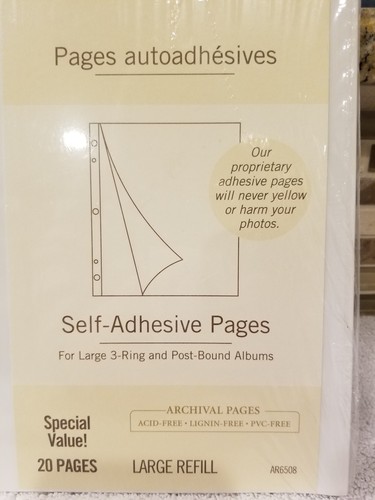 Pages autoadhésives
Our
proprietary
adhesive pages
will never yellow
or harm your
photos.
Self-Adhesive Pages
For Large 3-Ring and Post-Bound Albums
ARCHIVAL PAGES
ACID-FREE • LIGNIN-FREE • PVC-FREE
Special
Value!
20 PAGES
LARGE REFILL
AR6508